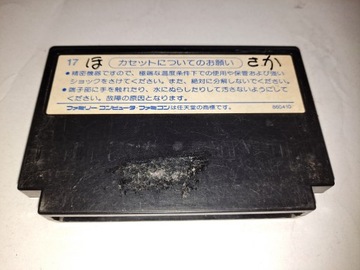 17 ほ カセットについてのお願い さか
●精密機器ですので、極端な温度条件下での使用や保管および強い
ショックをさけてください。また、絶対に分解しないでください。
●端子部に手を触れたり、水にぬらしたりして汚さないようにして
ください。故障の原因となります。
ファミリーコンピュータ・ファミコンは任天堂の商標です。